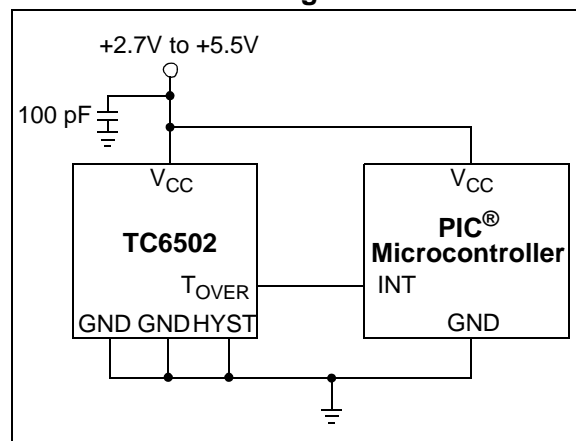 +2.7V to +5.5V
100 pF
VCC
VCC
TC6502
PIC®
Microcontroller
TOVER
INT
GND GND HYST
GND